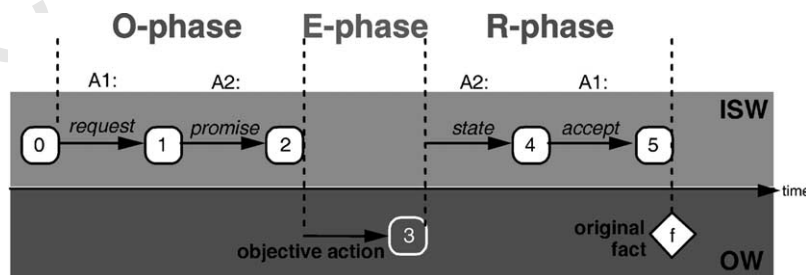 O-phase E-phase R-phase
A1: A2: A2: A1:
ISW
request promise state accept
0 1 2 4 5
time
original
3 f
objective action fact
OW